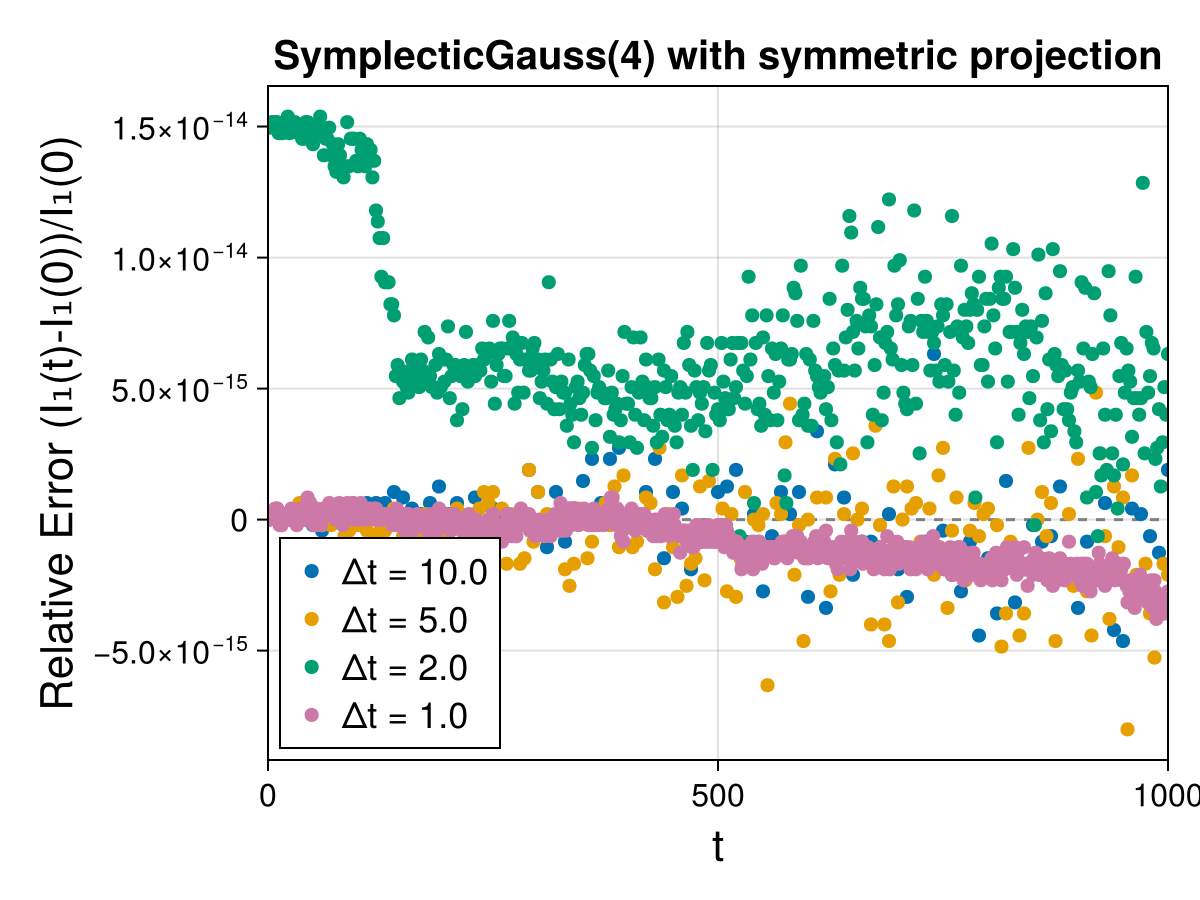 SymplecticGauss(4) with symmetric projection
Relative Error (I₁(t)-I₁(0))/I₁(0)
1.5×10⁻¹⁴
1.0×10⁻¹⁴
5.0×10⁻¹⁵
0
−5.0×10⁻¹⁵
Δt = 10.0
Δt = 5.0
Δt = 2.0
Δt = 1.0
0 500 1000
t